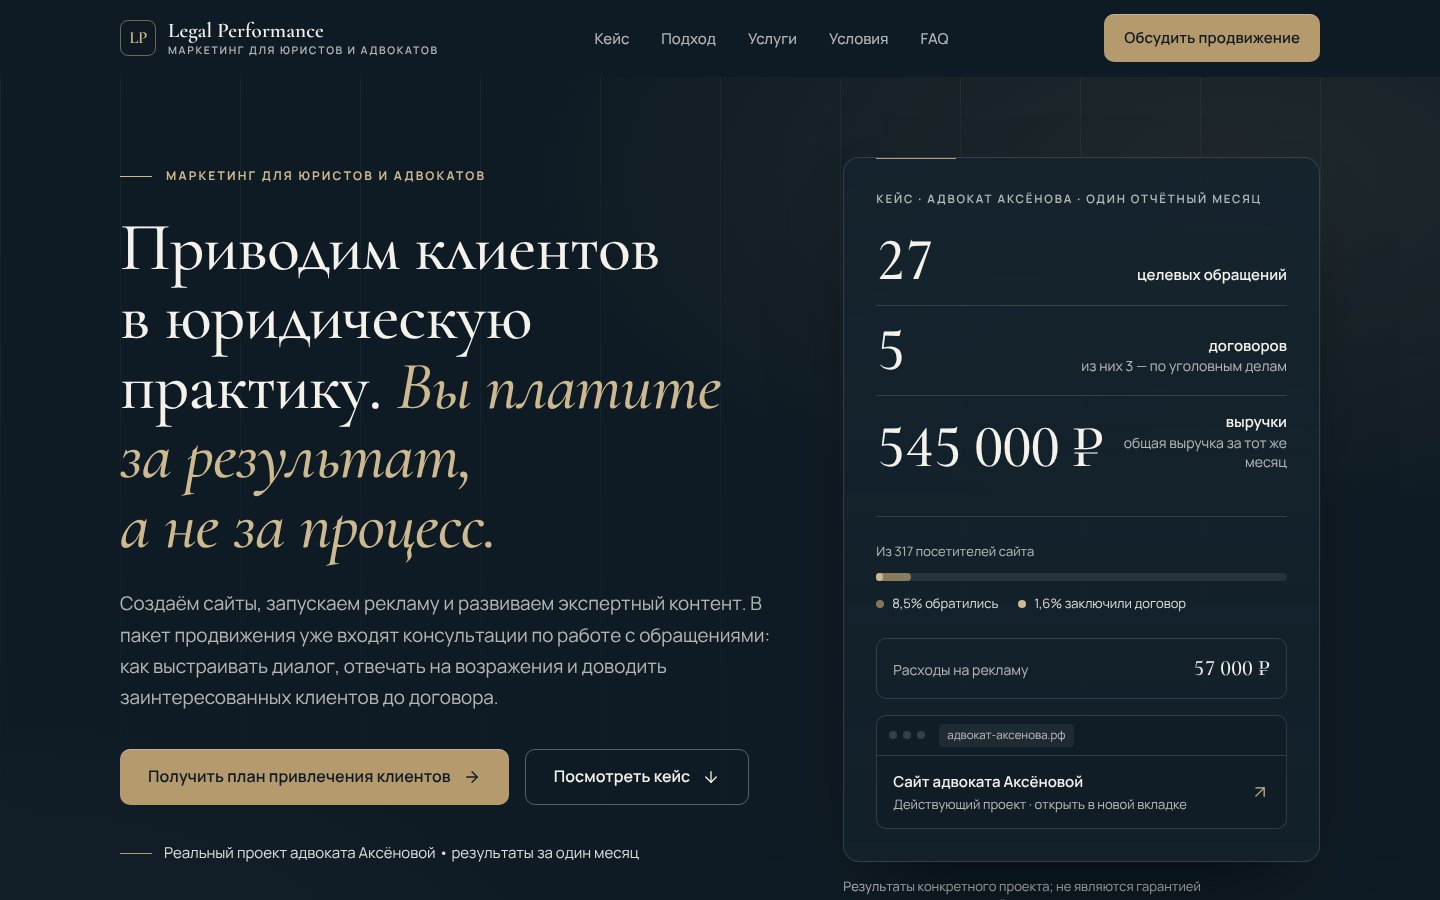 LP
Legal Performance
МАРКЕТИНГ ДЛЯ ЮРИСТОВ И АДВОКАТОВ
Кейс
Подход
Услуги
Условия
FAQ
Обсудить продвижение
МАРКЕТИНГ ДЛЯ ЮРИСТОВ И АДВОКАТОВ
Приводим клиентов
в юридическую
практику. Вы платите
за результат,
а не за процесс.
Создаём сайты, запускаем рекламу и развиваем экспертный контент. В
пакет продвижения уже входят консультации по работе с обращениями:
как выстраивать диалог, отвечать на возражения и доводить
заинтересованных клиентов до договора.
Получить план привлечения клиентов →
Посмотреть кейс ↓
Реальный проект адвоката Аксёновой • результаты за один месяц
КЕЙС · АДВОКАТ АКСЁНОВА · ОДИН ОТЧЁТНЫЙ МЕСЯЦ
27
целевых обращений
5
договоров
из них 3 — по уголовным делам
545 000 ₽
выручки
общая выручка за тот же
месяц
Из 317 посетителей сайта
8,5% обратились
1,6% заключили договор
Расходы на рекламу
57 000 ₽
адвокат-аксенова.рф
Сайт адвоката Аксёновой
Действующий проект · открыть в новой вкладке
Результаты конкретного проекта; не являются гарантией